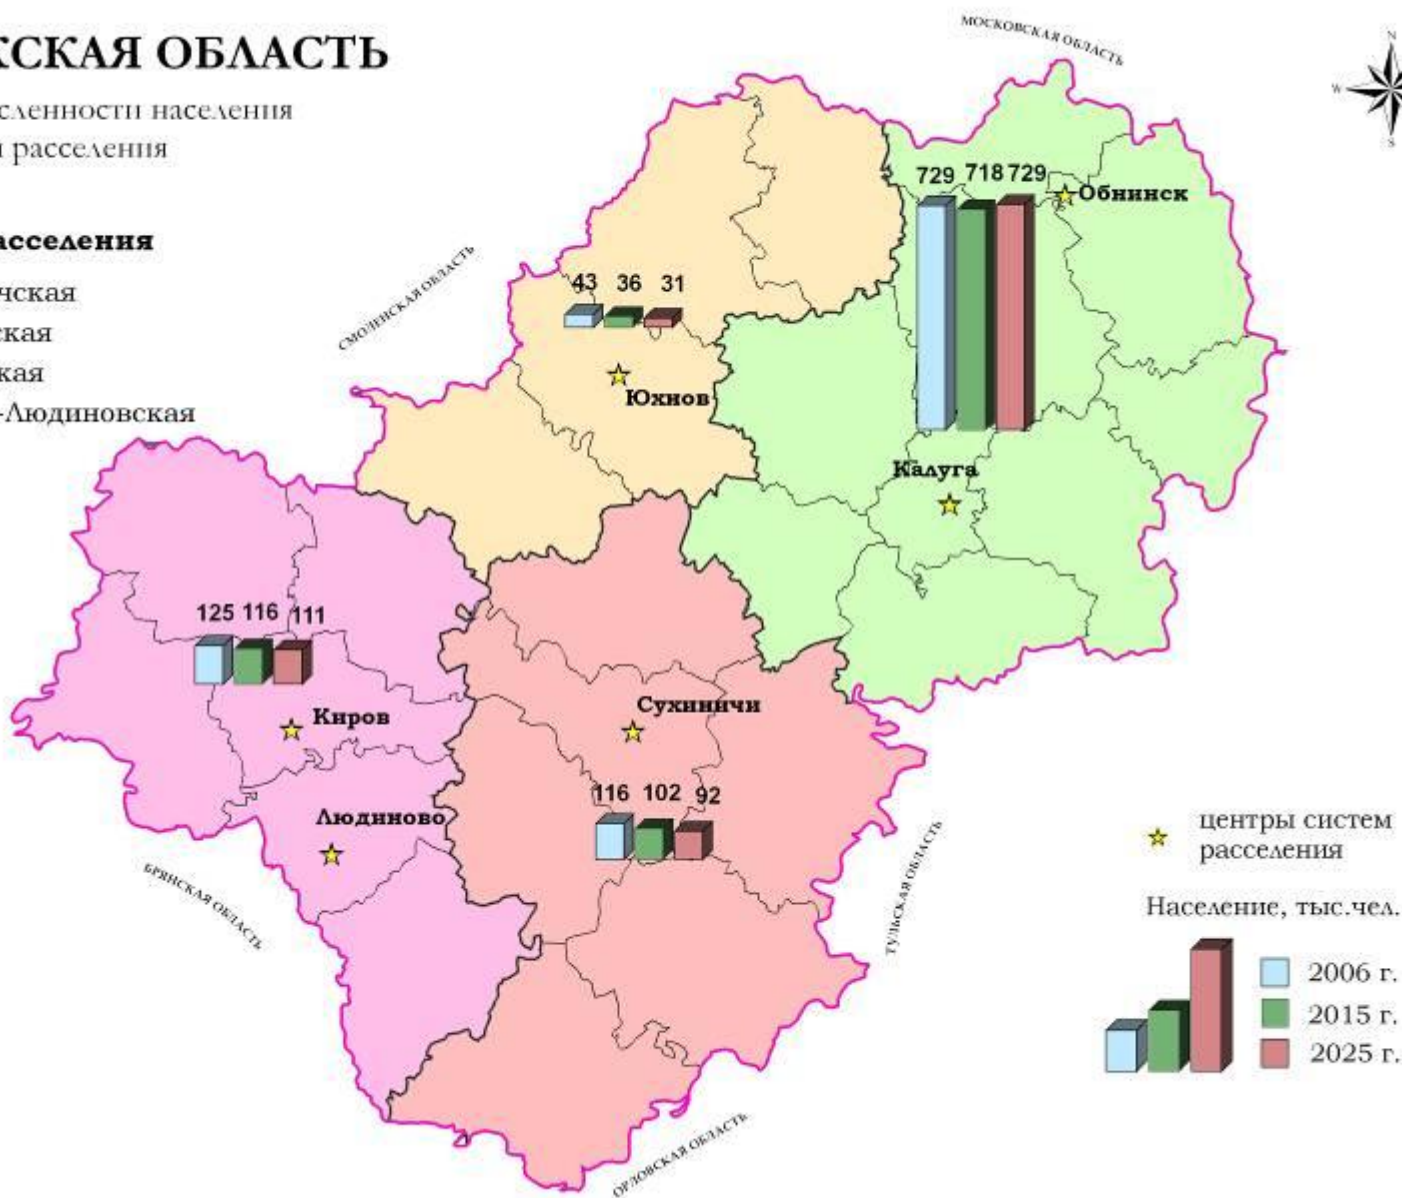 КСКАЯ ОБЛАСТЬ
сленности населения
и расселения
асселения
чская
ская
кая
-Людиновская
МОСКОВСКАЯ ОБЛАСТЬ
N
W
S
СМОЛЕНСКАЯ ОБЛАСТЬ
729 718 729
Обнинск
43 36 31
Юхнов
Калуга
125 116 111
Киров
Сухиничи
116 102 92
Людиново
БРЯНСКАЯ ОБЛАСТЬ
ТУЛЬСКАЯ ОБЛАСТЬ
ОРЛОВСКАЯ ОБЛАСТЬ
центры систем
расселения
Население, тыс.чел.
2006 г.
2015 г.
2025 г.